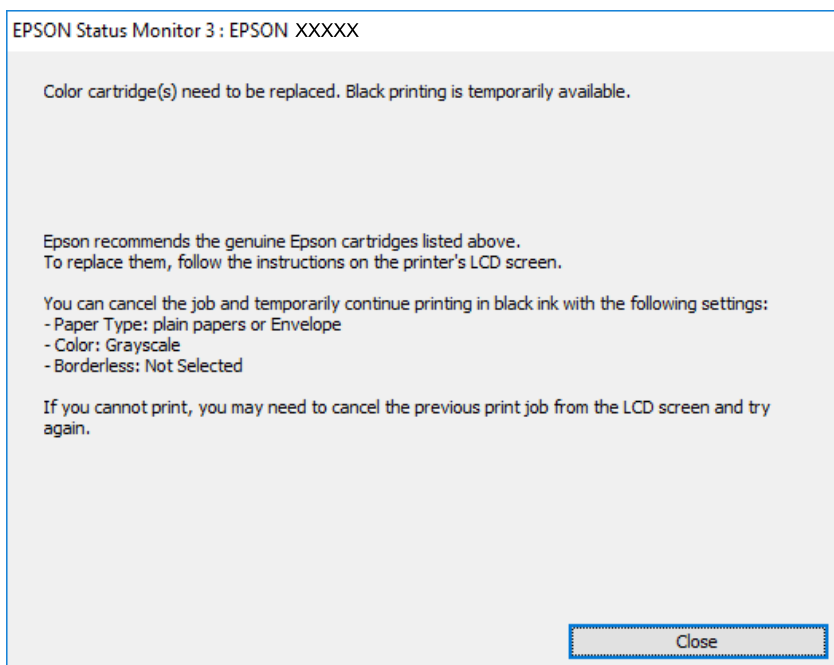 EPSON Status Monitor 3 : EPSON XXXXX
Color cartridge(s) need to be replaced. Black printing is temporarily available.
Epson recommends the genuine Epson cartridges listed above.
To replace them, follow the instructions on the printer's LCD screen.
You can cancel the job and temporarily continue printing in black ink with the following settings:
- Paper Type: plain papers or Envelope
- Color: Grayscale
- Borderless: Not Selected
If you cannot print, you may need to cancel the previous print job from the LCD screen and try
again.
Close